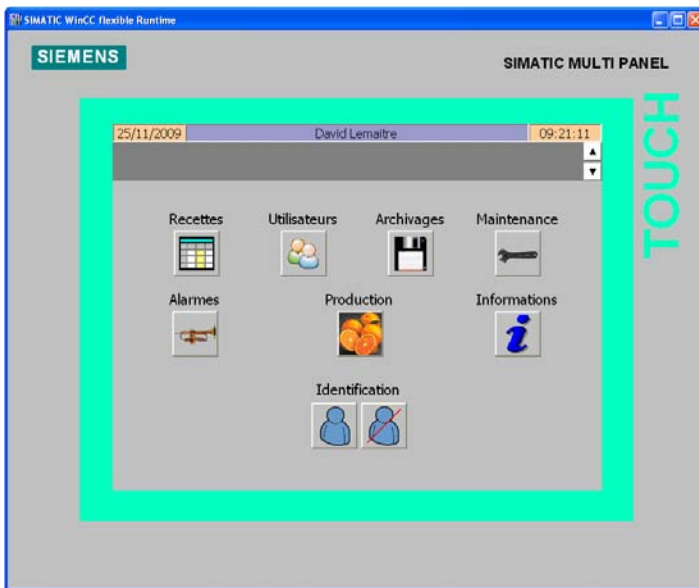 SIMATIC WinCC flexible Runtime
SIEMENS
SIMATIC MULTI PANEL
TOUCH
25/11/2009 David Lemaitre 09:21:11
Recettes Utilisateurs Archivages Maintenance
Alarmes Production Informations
Identification